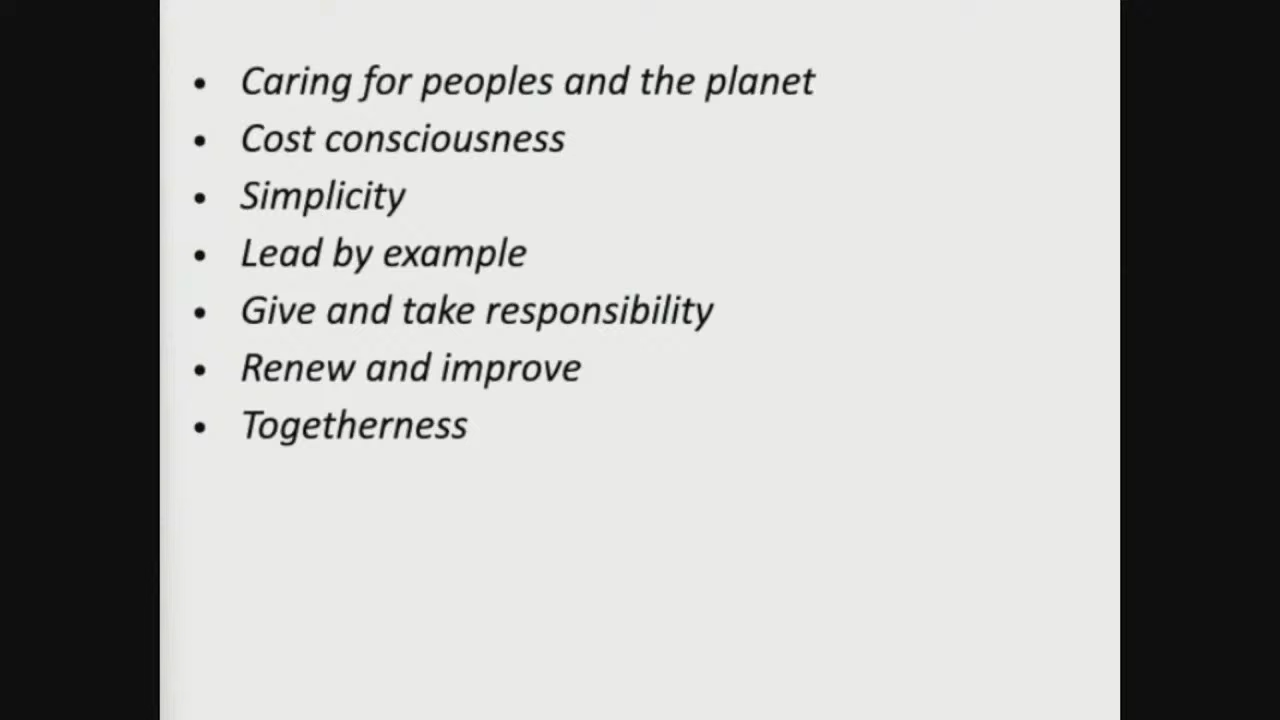 • Caring for peoples and the planet
• Cost consciousness
• Simplicity
• Lead by example
• Give and take responsibility
• Renew and improve
• Togetherness